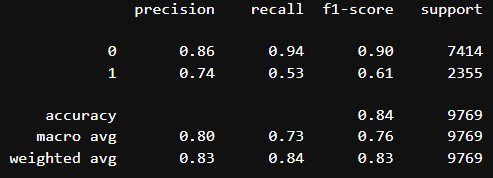 precision recall f1-score support
0 0.86 0.94 0.90 7414
1 0.74 0.53 0.61 2355
accuracy 0.84 9769
macro avg 0.80 0.73 0.76 9769
weighted avg 0.83 0.84 0.83 9769